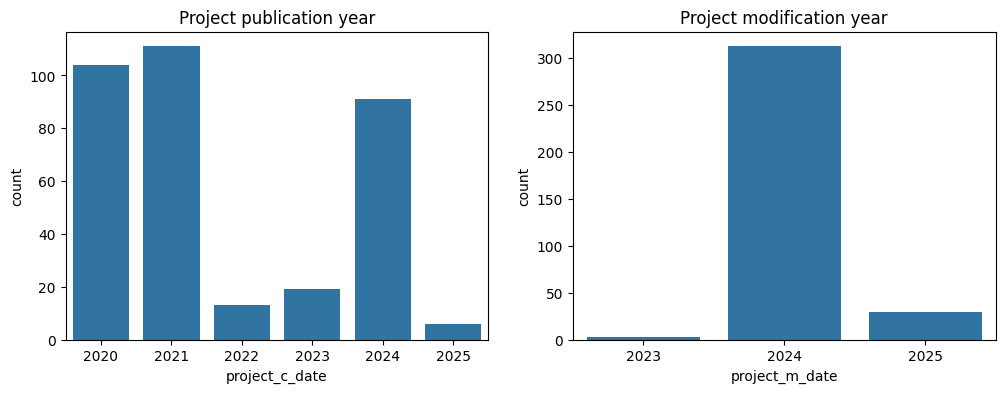 Project publication year
count
100
80
60
40
20
0
2020 2021 2022 2023 2024 2025
project_c_date
Project modification year
count
300
250
200
150
100
50
0
2023 2024 2025
project_m_date